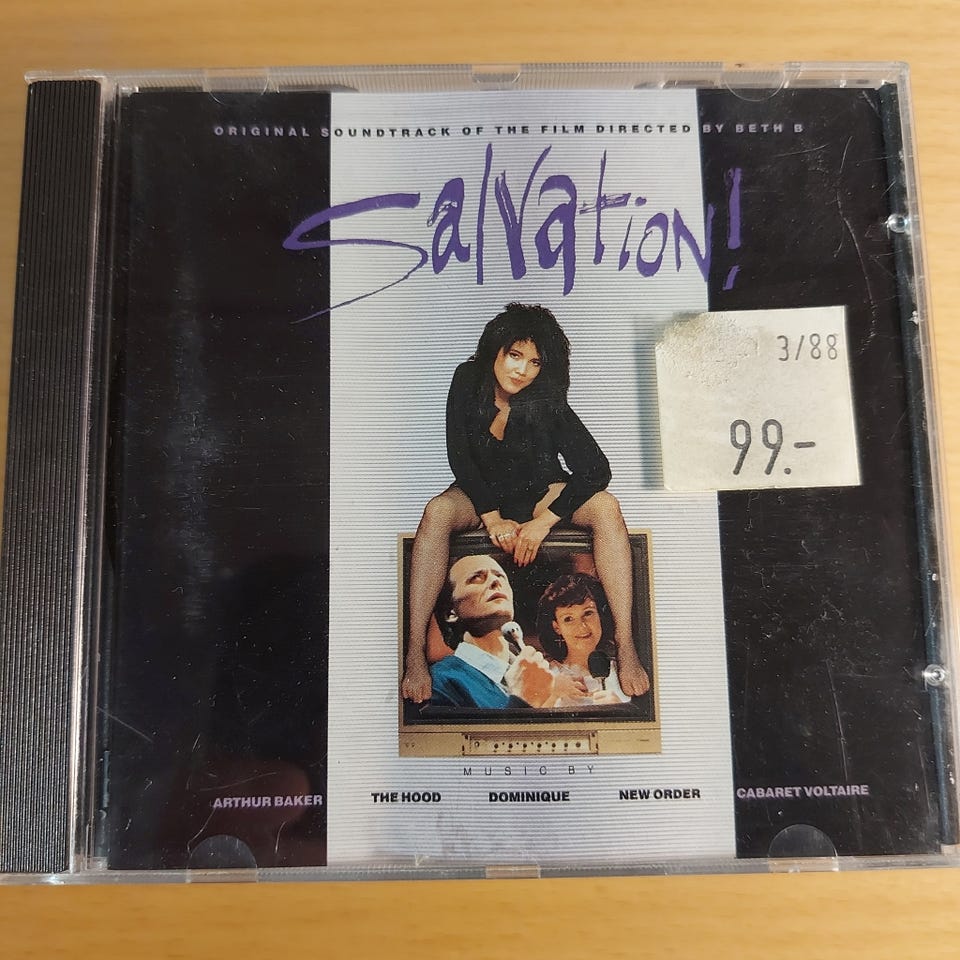 ORIGINAL SOUNDTRACK OF THE FILM DIRECTED BY BETH B
Salvation!
3/88
99.-
MUSIC BY
ARTHUR BAKER THE HOOD DOMINIQUE NEW ORDER CABARET VOLTAIRE